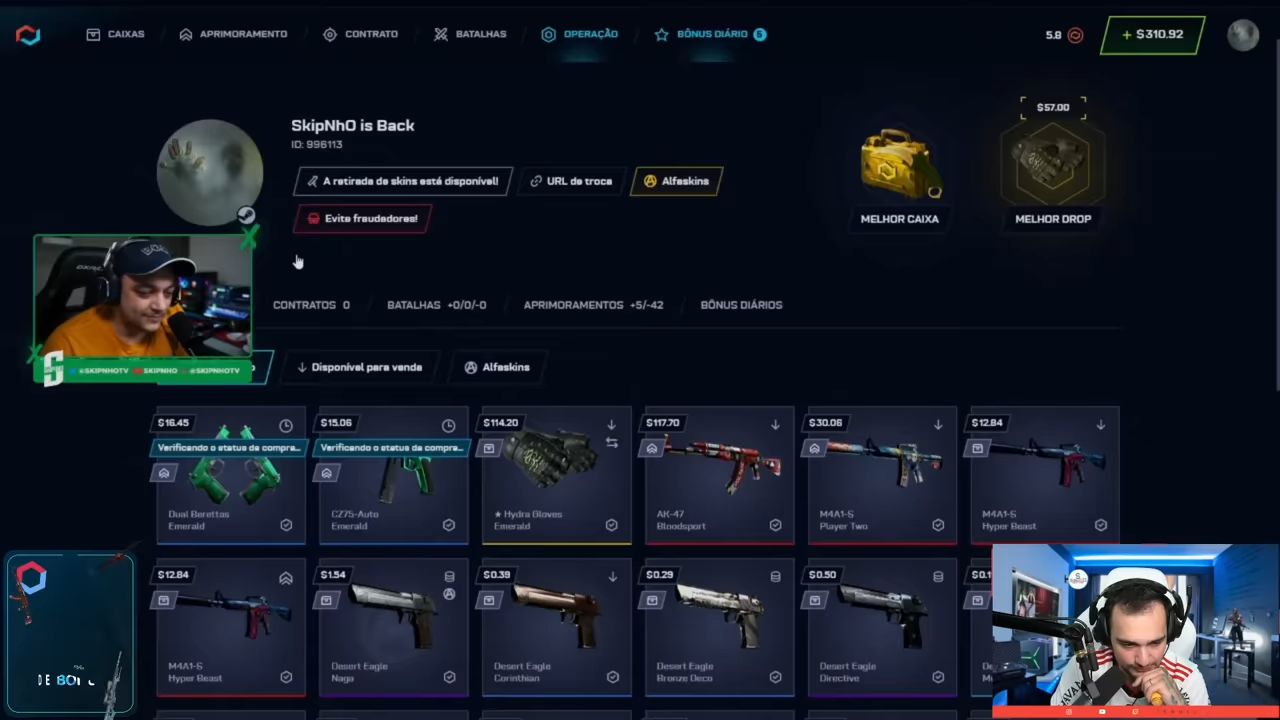 CAIXAS
APRIMORAMENTO
CONTRATO
BATALHAS
OPERAÇÃO
BÔNUS DIÁRIO 5
5.8
+ $310.92
SkipNhO is Back
ID: 996113
A retirada de skins está disponível!
URL de troca
Alfaskins
Evite fraudadores!
$57.00
MELHOR CAIXA
MELHOR DROP
CONTRATOS 0
BATALHAS +0/0/-0
APRIMORAMENTOS +5/-42
BÔNUS DIÁRIOS
@SKIPNHOTV
SKIPNHO
@SKIPNHOTV
Disponível para venda
Alfaskins
$16.45
Verificando o status da compra...
Dual Berettas
Emerald
$15.06
Verificando o status da compra...
CZ75-Auto
Emerald
$114.20
★ Hydra Gloves
Emerald
$117.70
AK-47
Bloodsport
$30.06
M4A1-S
Player Two
$12.84
M4A1-S
Hyper Beast
$12.84
M4A1-S
Hyper Beast
$1.54
Desert Eagle
Naga
$0.39
Desert Eagle
Corinthian
$0.29
Desert Eagle
Bronze Deco
$0.50
Desert Eagle
Directive